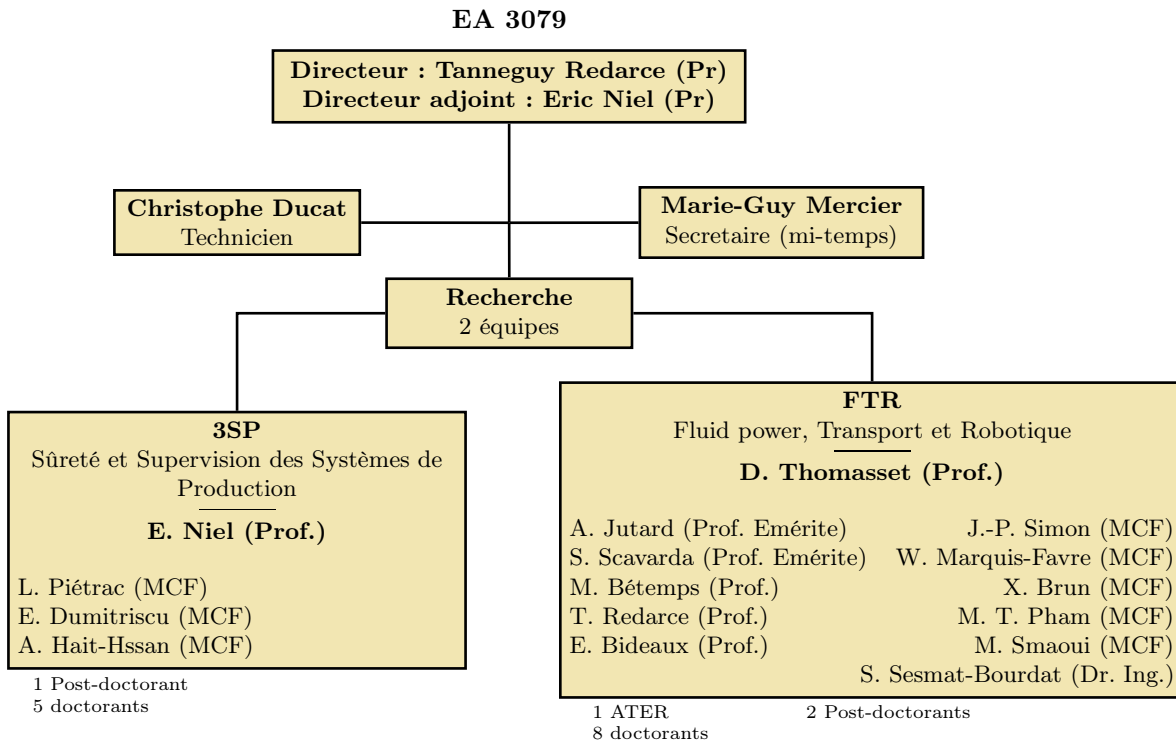 EA 3079
Directeur : Tanneguy Redarce (Pr)
Directeur adjoint : Eric Niel (Pr)
Christophe Ducat
Technicien
Marie-Guy Mercier
Secretaire (mi-temps)
Recherche
2 équipes
3SP
Sûreté et Supervision des Systèmes de
Production
E. Niel (Prof.)
L. Piétrac (MCF)
E. Dumitriscu (MCF)
A. Hait-Hssan (MCF)
1 Post-doctorant
5 doctorants
FTR
Fluid power, Transport et Robotique
D. Thomasset (Prof.)
A. Jutard (Prof. Emérite)
S. Scavarda (Prof. Emérite)
M. Bétemps (Prof.)
T. Redarce (Prof.)
E. Bideaux (Prof.)
J.-P. Simon (MCF)
W. Marquis-Favre (MCF)
X. Brun (MCF)
M. T. Pham (MCF)
M. Smaoui (MCF)
S. Sesmat-Bourdat (Dr. Ing.)
1 ATER
8 doctorants
2 Post-doctorants